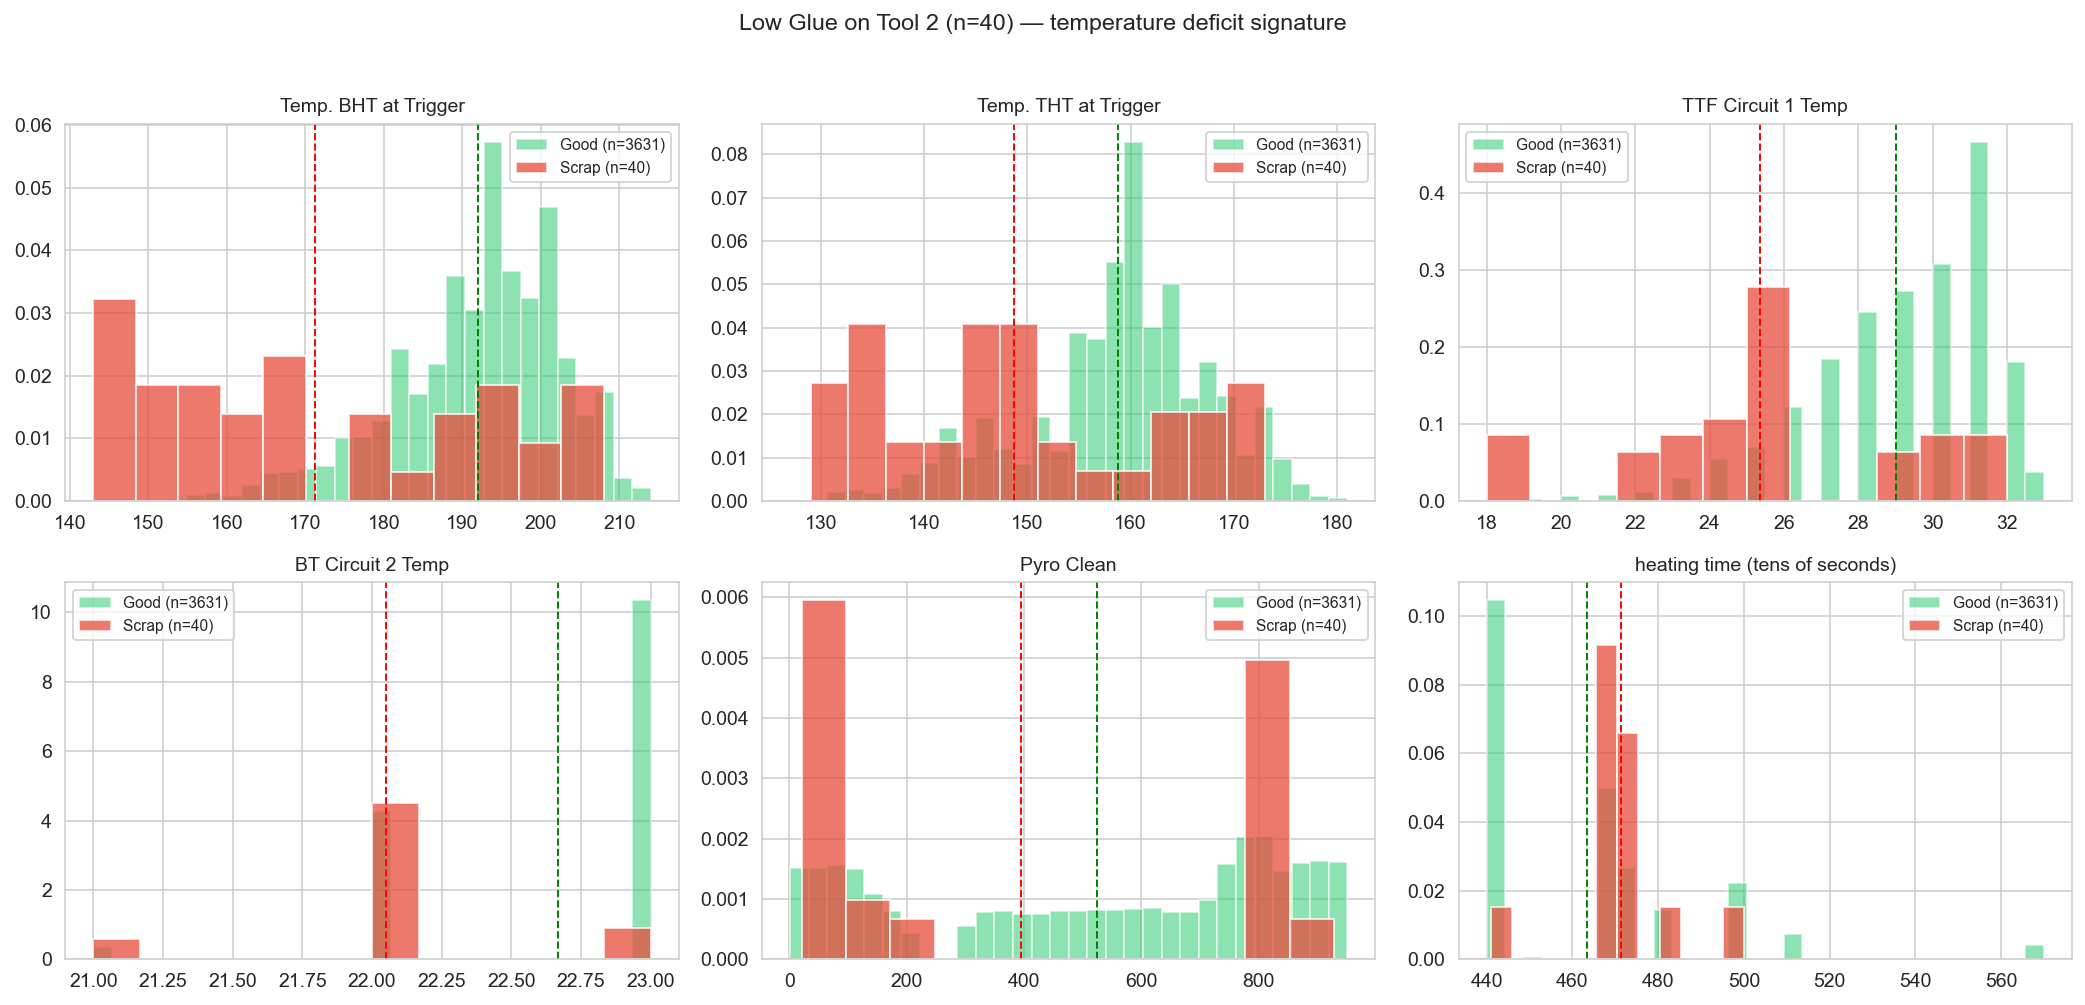 Low Glue on Tool 2 (n=40) — temperature deficit signature
Temp. BHT at Trigger
0.06
0.05
0.04
0.03
0.02
0.01
0.00
140 150 160 170 180 190 200 210
Good (n=3631)
Scrap (n=40)
Temp. THT at Trigger
0.08
0.07
0.06
0.05
0.04
0.03
0.02
0.01
0.00
130 140 150 160 170 180
Good (n=3631)
Scrap (n=40)
TTF Circuit 1 Temp
0.4
0.3
0.2
0.1
0.0
18 20 22 24 26 28 30 32
Good (n=3631)
Scrap (n=40)
BT Circuit 2 Temp
10
8
6
4
2
0
21.00 21.25 21.50 21.75 22.00 22.25 22.50 22.75 23.00
Good (n=3631)
Scrap (n=40)
Pyro Clean
0.006
0.005
0.004
0.003
0.002
0.001
0.000
0 200 400 600 800
Good (n=3631)
Scrap (n=40)
heating time (tens of seconds)
0.10
0.08
0.06
0.04
0.02
0.00
440 460 480 500 520 540 560
Good (n=3631)
Scrap (n=40)